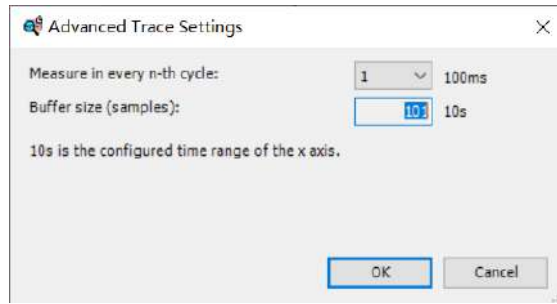 Advanced Trace Settings
Measure in every n-th cycle: 1 100ms
Buffer size (samples): 101 10s
10s is the configured time range of the x axis.
OK Cancel